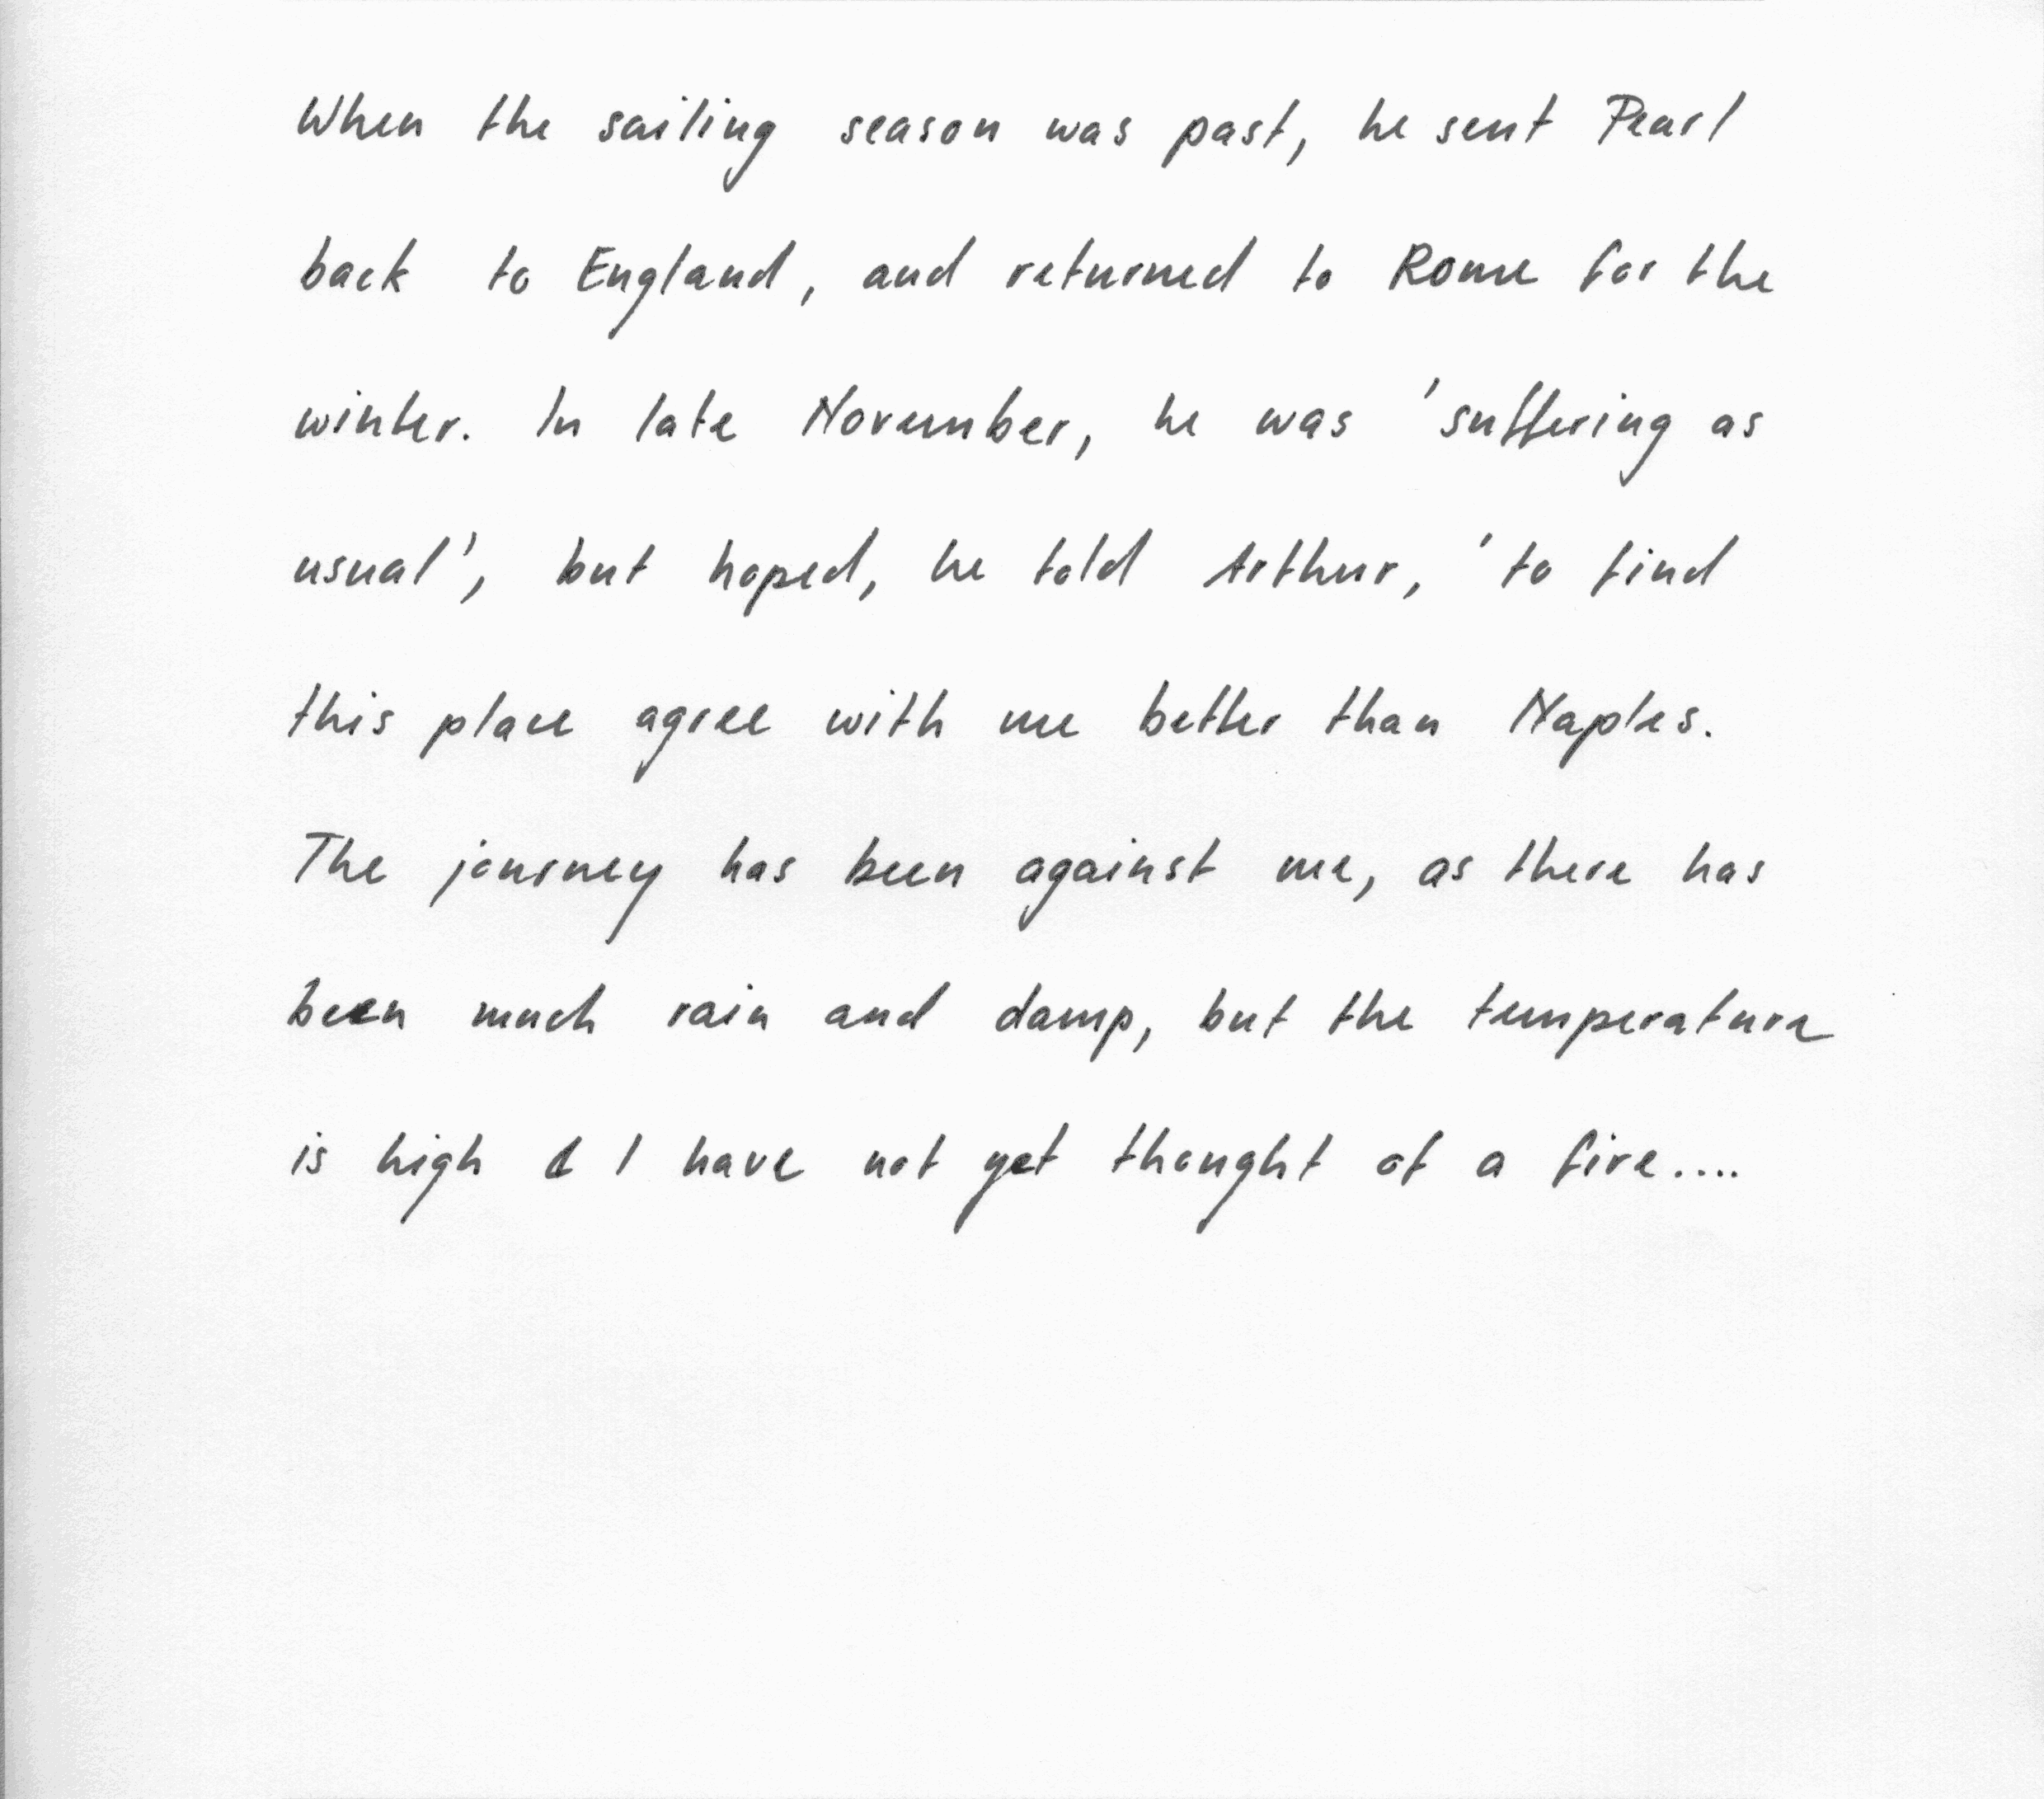 When the sailing season was past, he sent Pearl
back to England, and returned to Rome for the
winter. In late November, he was 'suffering as
usual', but hoped, he told Arthur, 'to find
this place agree with me better than Naples.
The journey has been against me, as there has
been much rain and damp, but the temperature
is high & I have not yet thought of a fire....